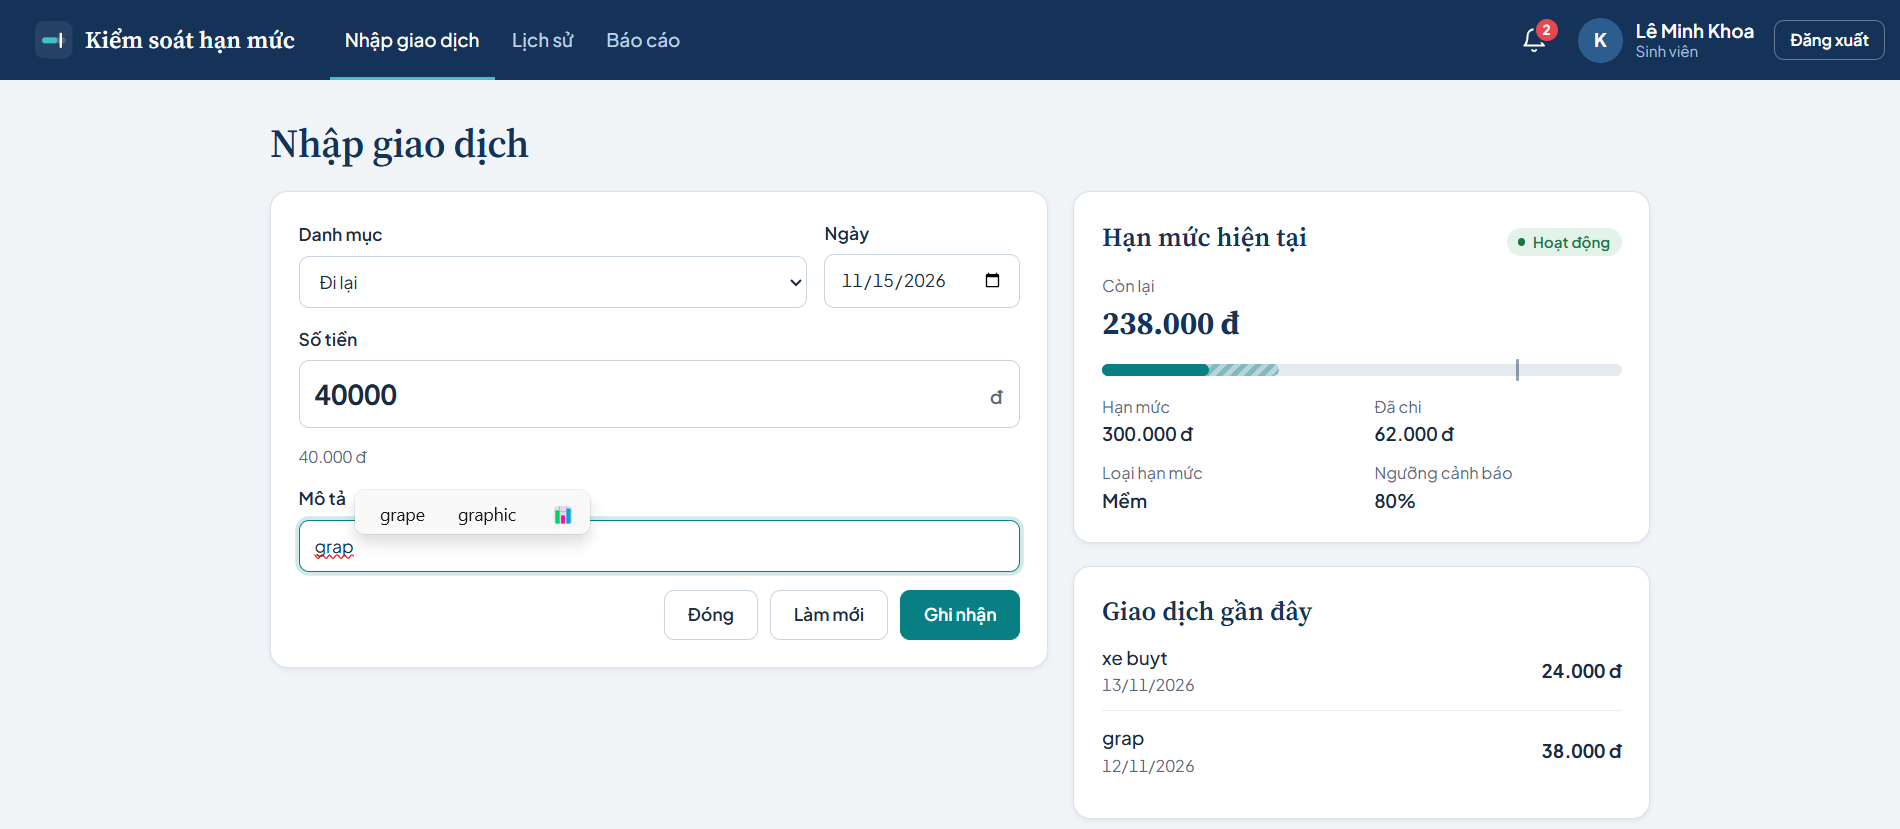 Kiểm soát hạn mức
Nhập giao dịch
Lịch sử
Báo cáo
2
K
Lê Minh Khoa
Sinh viên
Đăng xuất
Nhập giao dịch
Danh mục
Đi lại
Ngày
11/15/2026
Số tiền
40000
đ
40.000 đ
Mô tả
grape
graphic
grap
Đóng
Làm mới
Ghi nhận
Hạn mức hiện tại
Hoạt động
Còn lại
238.000 đ
Hạn mức
300.000 đ
Đã chi
62.000 đ
Loại hạn mức
Mềm
Ngưỡng cảnh báo
80%
Giao dịch gần đây
xe buyt
13/11/2026
24.000 đ
grap
12/11/2026
38.000 đ